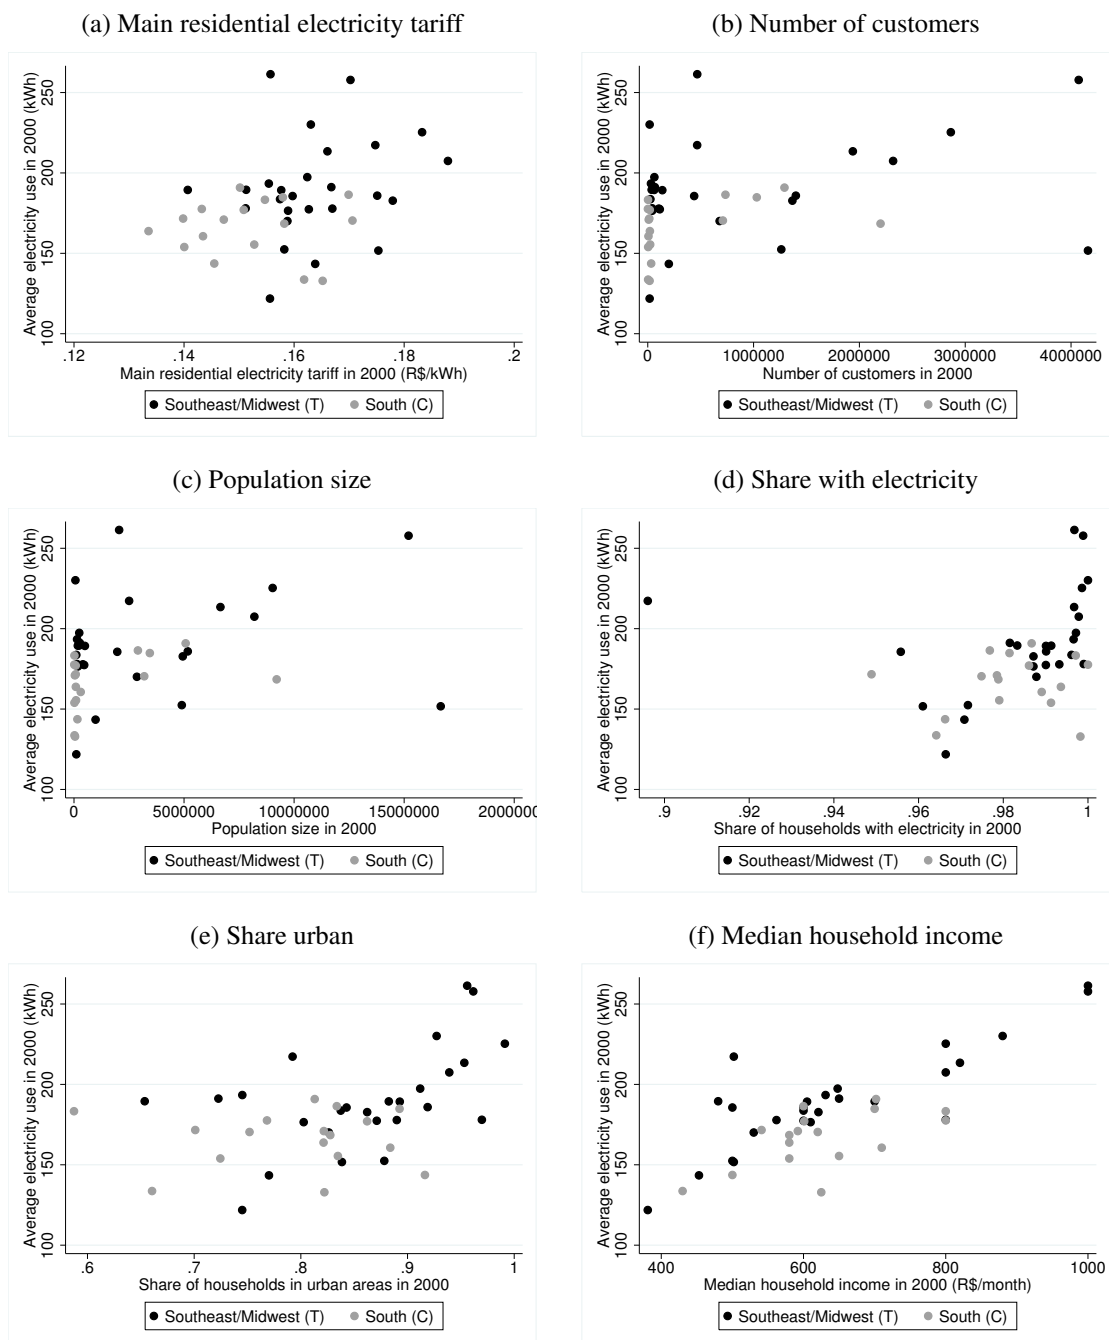 (a) Main residential electricity tariff
Average electricity use in 2000 (kWh)
100
150
200
250
.12
.14
.16
.18
.2
Main residential electricity tariff in 2000 (R$/kWh)
Southeast/Midwest (T)
South (C)
(b) Number of customers
Average electricity use in 2000 (kWh)
100
150
200
250
0
1000000
2000000
3000000
4000000
Number of customers in 2000
Southeast/Midwest (T)
South (C)
(c) Population size
Average electricity use in 2000 (kWh)
100
150
200
250
0
5000000
10000000
15000000
2000000
Population size in 2000
Southeast/Midwest (T)
South (C)
(d) Share with electricity
Average electricity use in 2000 (kWh)
100
150
200
250
.9
.92
.94
.96
.98
1
Share of households with electricity in 2000
Southeast/Midwest (T)
South (C)
(e) Share urban
Average electricity use in 2000 (kWh)
100
150
200
250
.6
.7
.8
.9
1
Share of households in urban areas in 2000
Southeast/Midwest (T)
South (C)
(f) Median household income
Average electricity use in 2000 (kWh)
100
150
200
250
400
600
800
1000
Median household income in 2000 (R$/month)
Southeast/Midwest (T)
South (C)